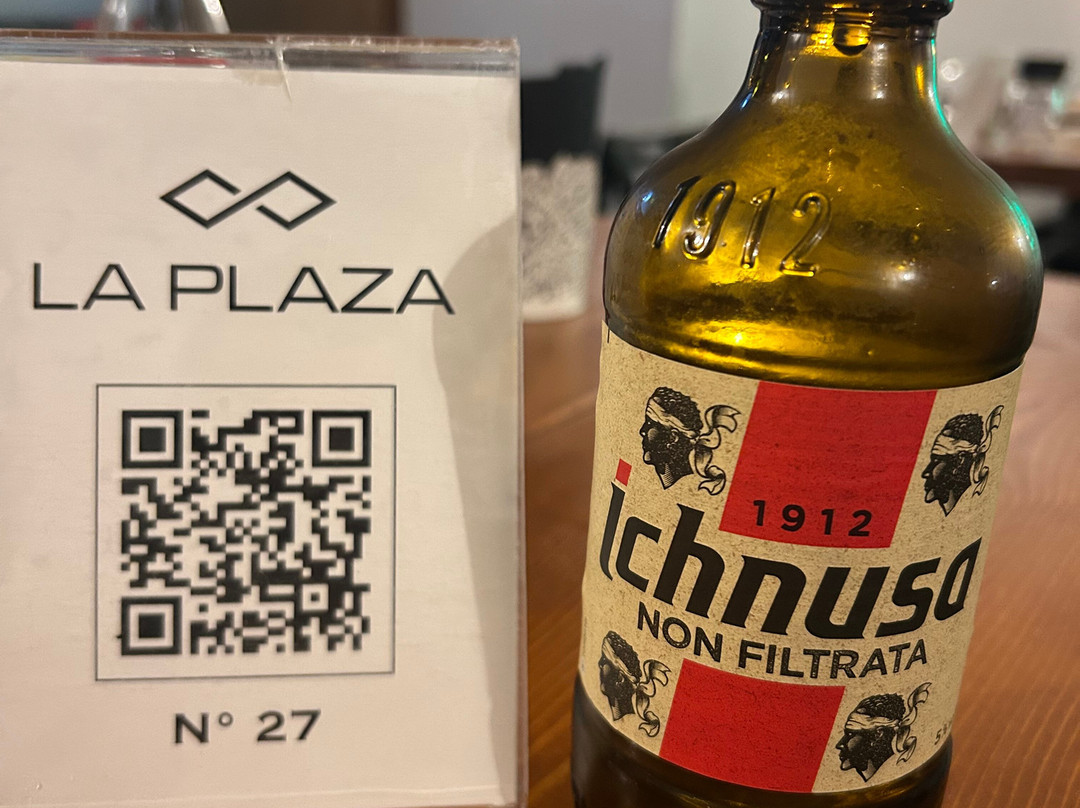 LA PLAZA
N° 27
1912
1912
ichnusa
NON FILTRATA